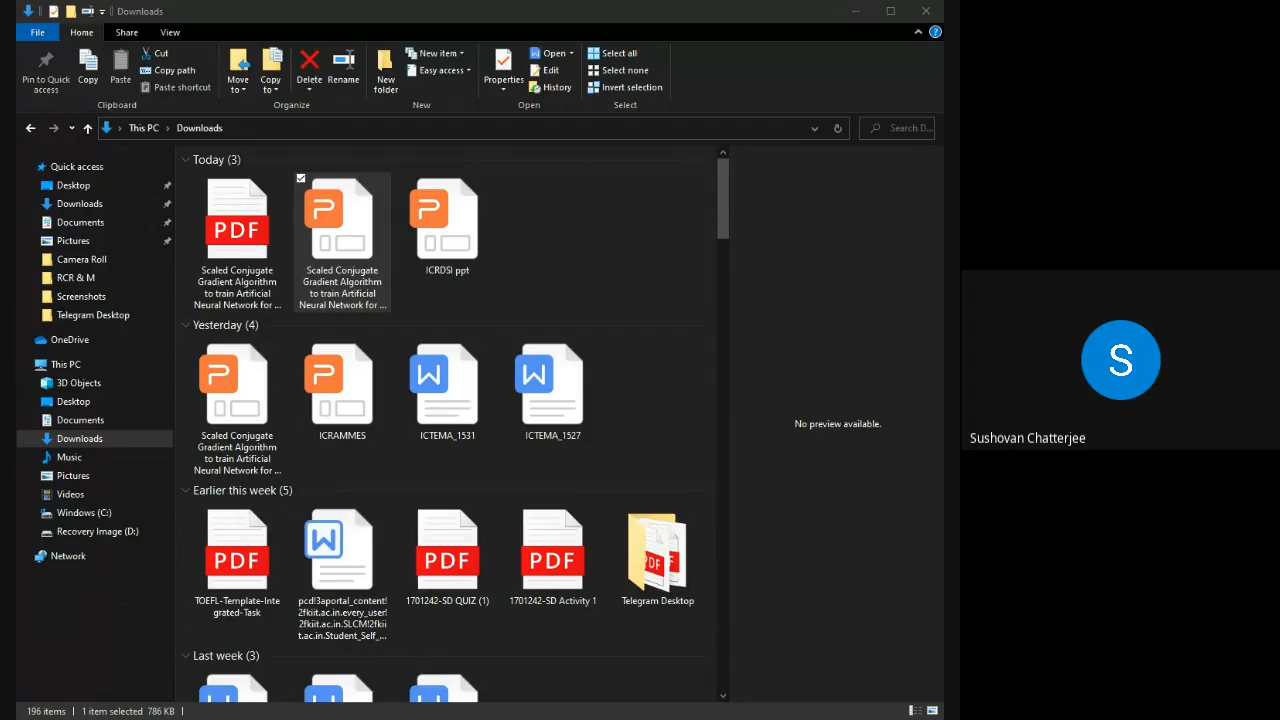 Downloads
File
Home
Share
View
Pin to Quick
access
Copy
Paste
Cut
Copy path
Paste shortcut
Clipboard
Move
to
Copy
to
Delete
Rename
Organize
New
folder
New item
Easy access
New
Properties
Open
Edit
History
Open
Select all
Select none
Invert selection
Select
This PC
Downloads
Search D...
Quick access
Desktop
Downloads
Documents
Pictures
Camera Roll
RCR & M
Screenshots
Telegram Desktop
OneDrive
This PC
3D Objects
Desktop
Documents
Downloads
Music
Pictures
Videos
Windows (C:)
Recovery Image (D:)
Network
Today (3)
PDF
Scaled Conjugate
Gradient Algorithm
to train Artificial
Neural Network for ...
P
Scaled Conjugate
Gradient Algorithm
to train Artificial
Neural Network for ...
P
ICRDSI ppt
Yesterday (4)
P
Scaled Conjugate
Gradient Algorithm
to train Artificial
Neural Network for ...
P
ICRAMMES
W
ICTEMA_1531
W
ICTEMA_1527
Earlier this week (5)
PDF
TOEFL-Template-Inte
grated-Task
W
pcd!3aportal_content!
2fkiit.ac.in.every_user!
2fkiit.ac.in.SLCM!2fkii
t.ac.in.Student_Self_...
PDF
1701242-SD QUIZ (1)
PDF
1701242-SD Activity 1
PDF
Telegram Desktop
Last week (3)
No preview available.
196 items
1 item selected 786 KB
S
Sushovan Chatterjee